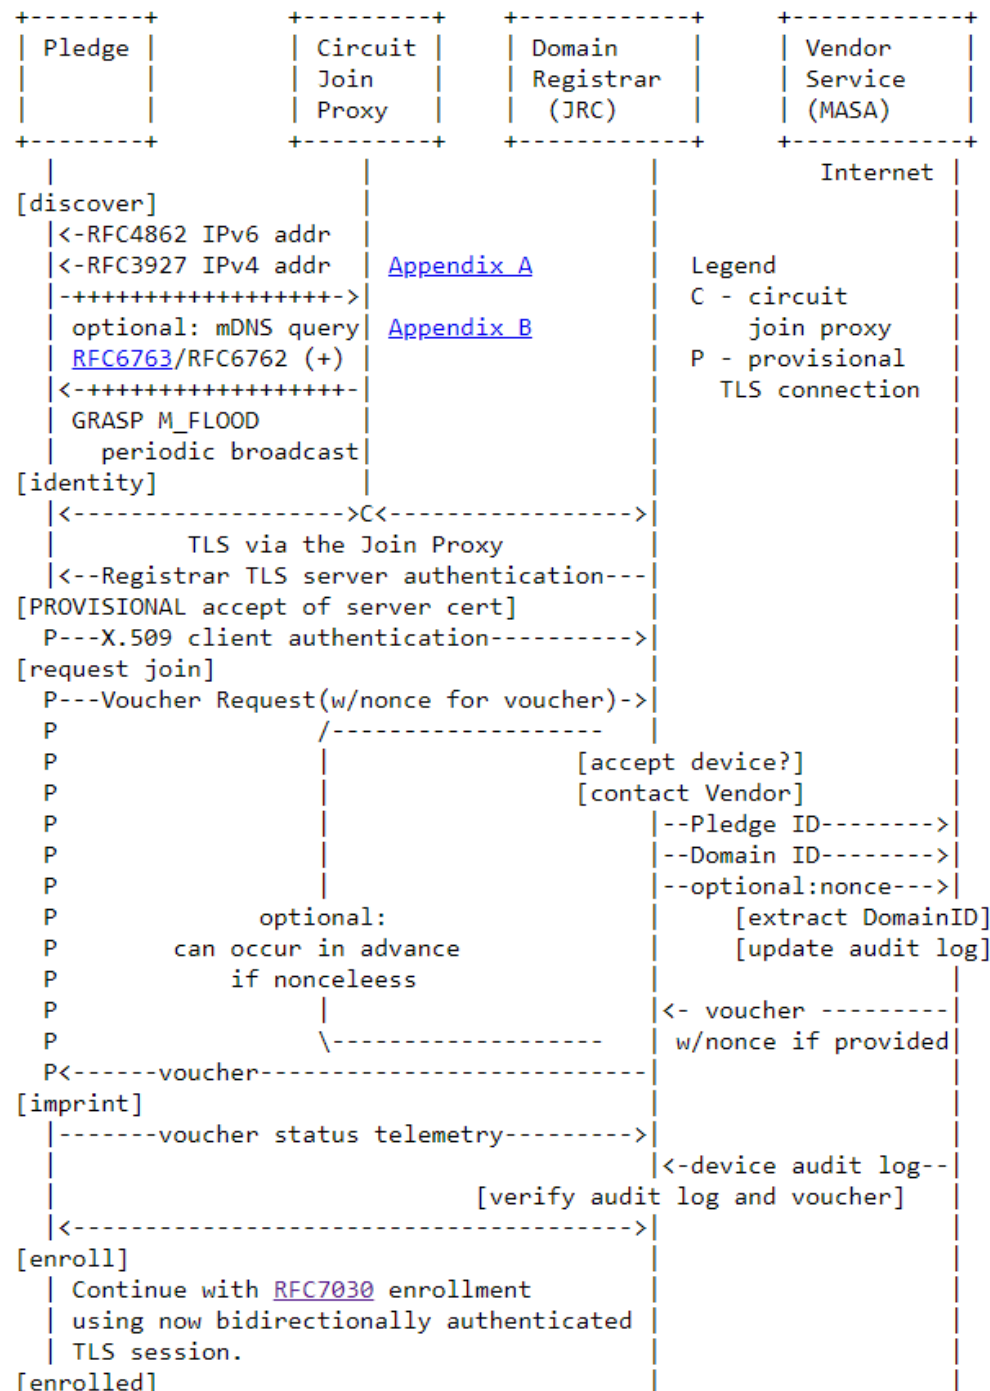 +--------+         +---------+    +------------+     +------------+
| Pledge |         | Circuit |    | Domain     |     | Vendor     |
|        |         | Join    |    | Registrar  |     | Service    |
|        |         | Proxy   |    |  (JRC)     |     | (MASA)     |
+--------+         +---------+    +------------+     +------------+
  |                     |                   |           Internet |
[discover]              |                   |                    |
  |<-RFC4862 IPv6 addr  |                   |                    |
  |<-RFC3927 IPv4 addr  | Appendix A        |  Legend            |
  |-++++++++++++++++++->|                   |  C - circuit       |
  | optional: mDNS query| Appendix B        |      join proxy    |
  | RFC6763/RFC6762 (+) |                   |  P - provisional   |
  |<-++++++++++++++++++-|                   |    TLS connection  |
  | GRASP M_FLOOD       |                   |                    |
  |   periodic broadcast|                   |                    |
[identity]              |                   |                    |
  |<------------------->C<----------------->|                    |
  |         TLS via the Join Proxy          |                    |
  |<--Registrar TLS server authentication---|                    |
[PROVISIONAL accept of server cert]         |                    |
  P---X.509 client authentication---------->|                    |
[request join]                              |                    |
  P---Voucher Request(w/nonce for voucher)->|                    |
  P                  /-------------------   |                    |
  P                  |                 [accept device?]          |
  P                  |                 [contact Vendor]          |
  P                  |                      |--Pledge ID-------->|
  P                  |                      |--Domain ID-------->|
  P                  |                      |--optional:nonce--->|
  P              optional:                  |     [extract DomainID]
  P        can occur in advance             |     [update audit log]
  P            if nonceleess                |                    |
  P                  |                      |<- voucher ---------|
  P                  \-------------------   | w/nonce if provided|
  P<------voucher---------------------------|                    |
[imprint]                                   |                    |
  |-------voucher status telemetry--------->|                    |
  |                                         |<-device audit log--|
  |                             [verify audit log and voucher]   |
  |<--------------------------------------->|                    |
[enroll]                                    |                    |
  | Continue with RFC7030 enrollment        |                    |
  | using now bidirectionally authenticated |                    |
  | TLS session.                            |                    |
[enrolled]                                  |                    |